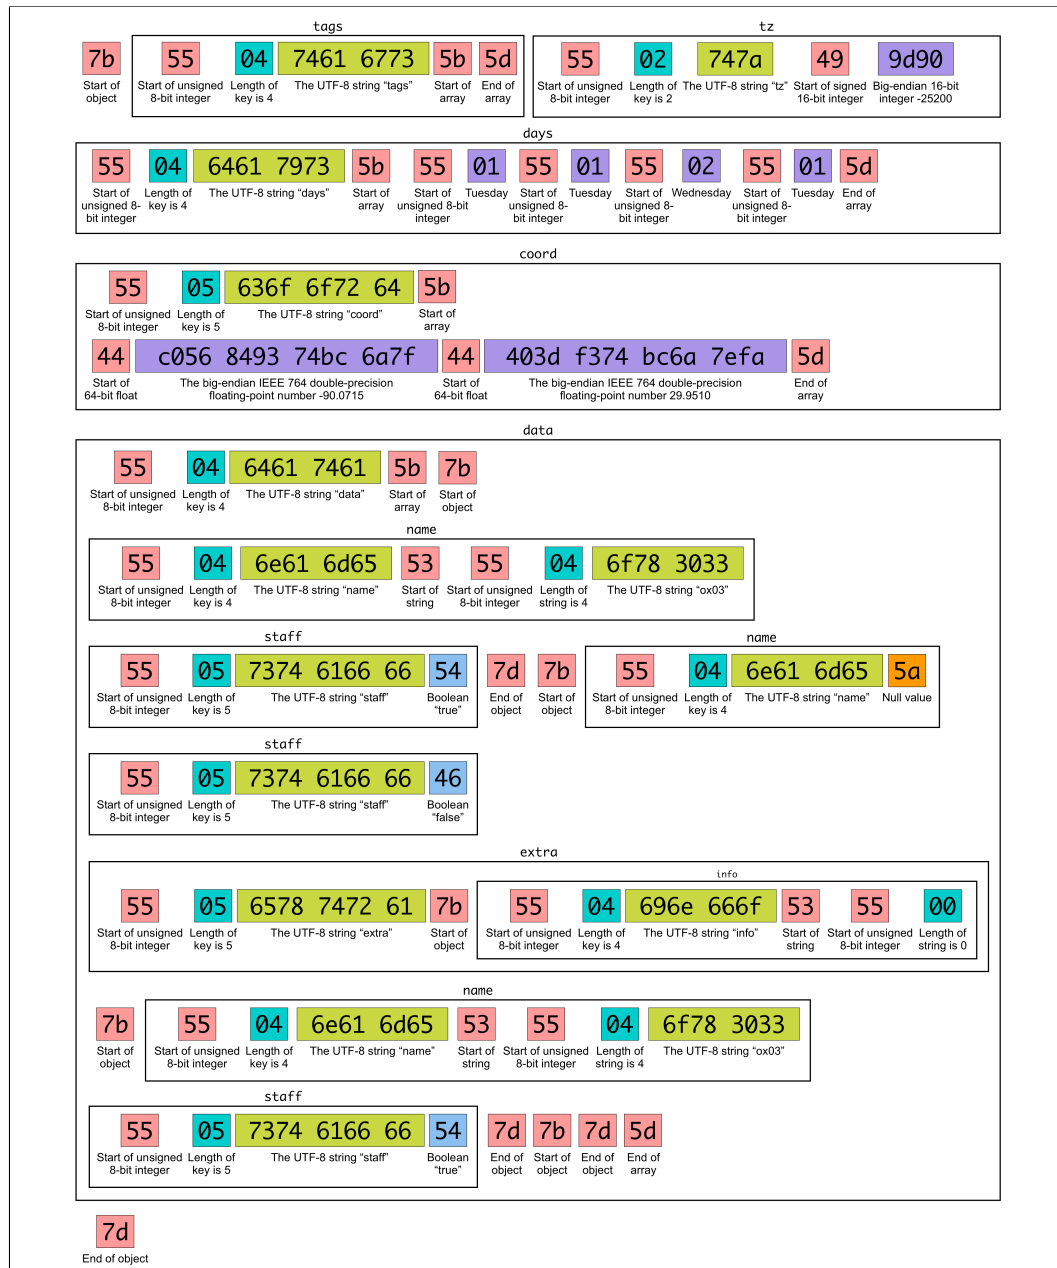 tags
tz
7b 55 04 7461 6773 5b 5d 55 02 747a 49 9d90
Start of Start of unsigned Length of The UTF-8 string “tags” Start of End of Start of unsigned Length of The UTF-8 string “tz” Start of signed Big-endian 16-bit
object 8-bit integer key is 4 array array 8-bit integer key is 2 16-bit integer integer -25200
days
55 04 6461 7973 5b 55 01 55 01 55 02 55 01 5d
Start of Length of The UTF-8 string “days” Start of Start of Tuesday Start of Tuesday Start of Wednesday Start of Tuesday End of
unsigned 8- key is 4 array unsigned 8-bit unsigned 8- unsigned 8- unsigned 8- array
bit integer integer bit integer bit integer bit integer
coord
55 05 636f 6f72 64 5b
Start of unsigned Length of The UTF-8 string “coord” Start of
8-bit integer key is 5 array
44 c056 8493 74bc 6a7f 44 403d f374 bc6a 7efa 5d
Start of The big-endian IEEE 764 double-precision Start of The big-endian IEEE 764 double-precision End of
64-bit float floating-point number -90.0715 64-bit float floating-point number 29.9510 array
data
55 04 6461 7461 5b 7b
Start of unsigned Length of The UTF-8 string “data” Start of Start of
8-bit integer key is 4 array object
name
55 04 6e61 6d65 53 55 04 6f78 3033
Start of unsigned Length of The UTF-8 string “name” Start of Start of unsigned Length of The UTF-8 string “ox03”
8-bit integer key is 4 string 8-bit integer string is 4
staff
name
55 05 7374 6166 66 54 7d 7b 55 04 6e61 6d65 5a
Start of unsigned Length of The UTF-8 string “staff” Boolean End of Start of Start of unsigned Length of The UTF-8 string “name” Null value
8-bit integer key is 5 “true” object object 8-bit integer key is 4
staff
55 05 7374 6166 66 46
Start of unsigned Length of The UTF-8 string “staff” Boolean
8-bit integer key is 5 “false”
extra
info
55 05 6578 7472 61 7b 55 04 696e 666f 53 55 00
Start of unsigned Length of The UTF-8 string “extra” Start of Start of unsigned Length of The UTF-8 string “info” Start of Start of unsigned Length of
8-bit integer key is 5 object 8-bit integer key is 4 string 8-bit integer string is 0
name
7b 55 04 6e61 6d65 53 55 04 6f78 3033
Start of Start of unsigned Length of The UTF-8 string “name” Start of Start of unsigned Length of The UTF-8 string “ox03”
object 8-bit integer key is 4 string 8-bit integer string is 4
staff
55 05 7374 6166 66 54 7d 7b 7d 5d
Start of unsigned Length of The UTF-8 string “staff” Boolean End of Start of End of End of
8-bit integer key is 5 “true” object object object array
7d
End of object